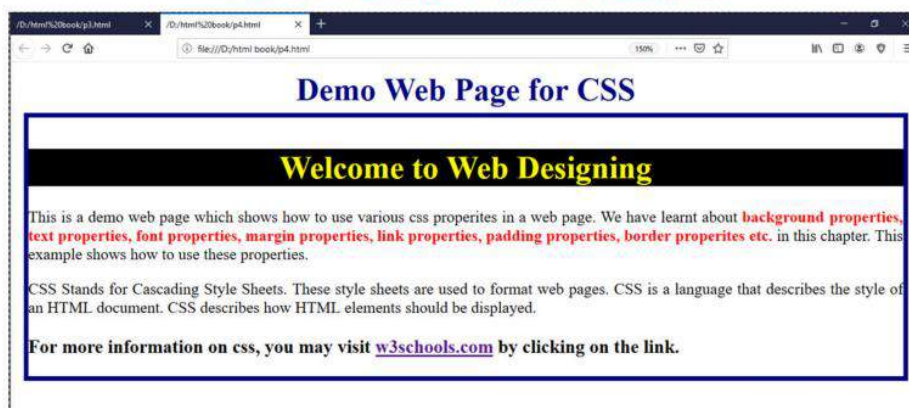 /D:/html%20book/p3.html × /D:/html%20book/p4.html × +
file:///D:/html book/p4.html 150%
Demo Web Page for CSS
Welcome to Web Designing
This is a demo web page which shows how to use various css properites in a web page. We have learnt about background properties,
text properties, font properties, margin properties, link properties, padding properties, border properites etc. in this chapter. This
example shows how to use these properties.
CSS Stands for Cascading Style Sheets. These style sheets are used to format web pages. CSS is a language that describes the style of
an HTML document. CSS describes how HTML elements should be displayed.
For more information on css, you may visit w3schools.com by clicking on the link.